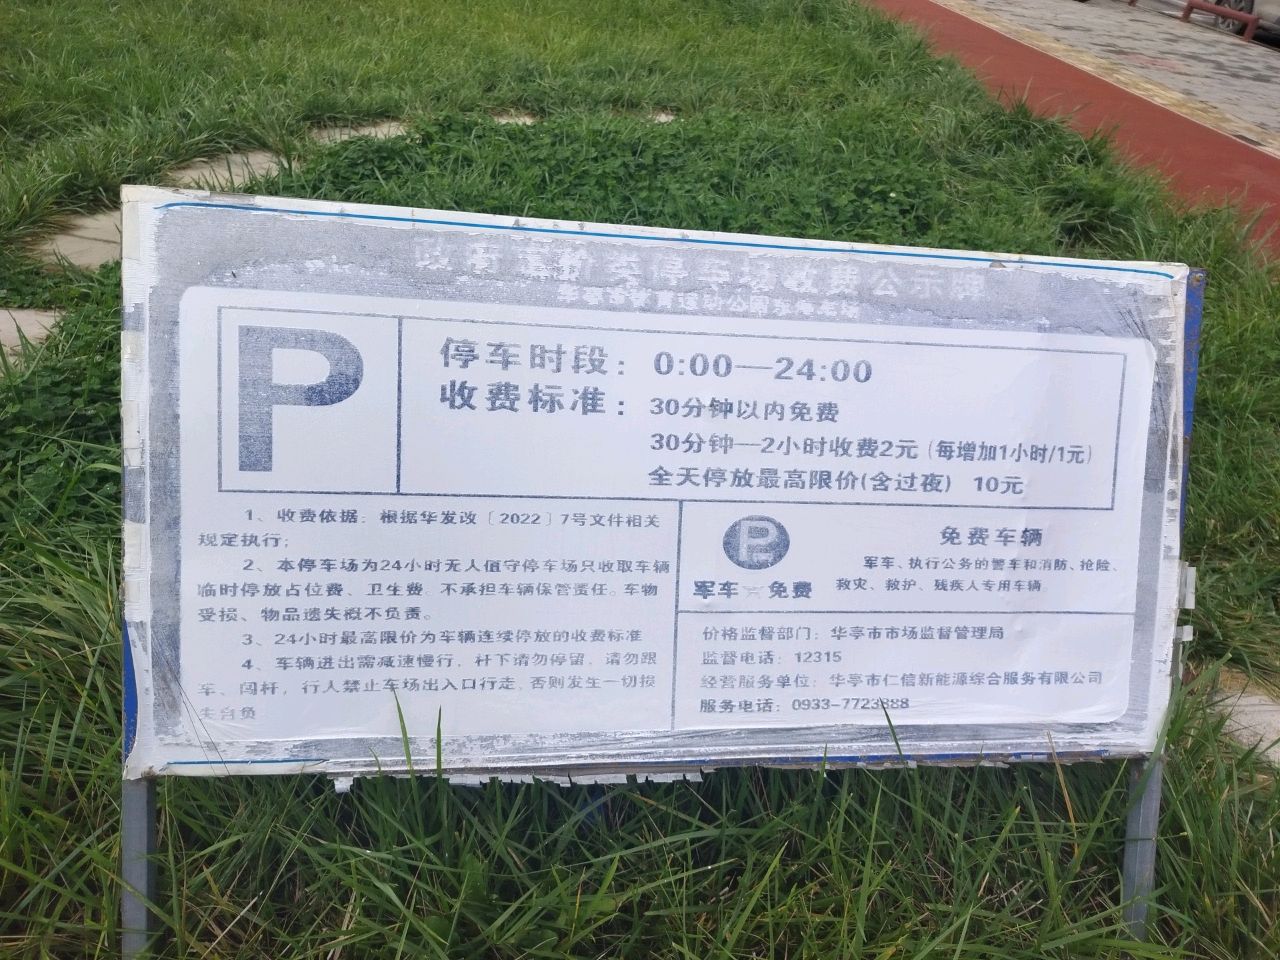 政府定价类停车场收费公示牌
P
停车时段：0:00—24:00
收费标准：30分钟以内免费
30分钟—2小时收费2元（每增加1小时/1元）
全天停放最高限价(含过夜) 10元
1、收费依据：根据华发改〔2022〕7号文件相关
规定执行；
2、本停车场为24小时无人值守停车场只收取车辆
临时停放占位费、卫生费。不承担车辆保管责任。车物
受损、物品遗失概不负责。
3、24小时最高限价为车辆连续停放的收费标准
4、车辆进出需减速慢行，杆下请勿停留，请勿跟
车、闯杆，行人禁止车场出入口行走，否则发生一切损
失自负
P
军车 免费
免费车辆
军车、执行公务的警车和消防、抢险、
救灾、救护、残疾人专用车辆
价格监督部门：华亭市市场监督管理局
监督电话：12315
经营服务单位：华亭市仁信新能源综合服务有限公司
服务电话：0933-7723888